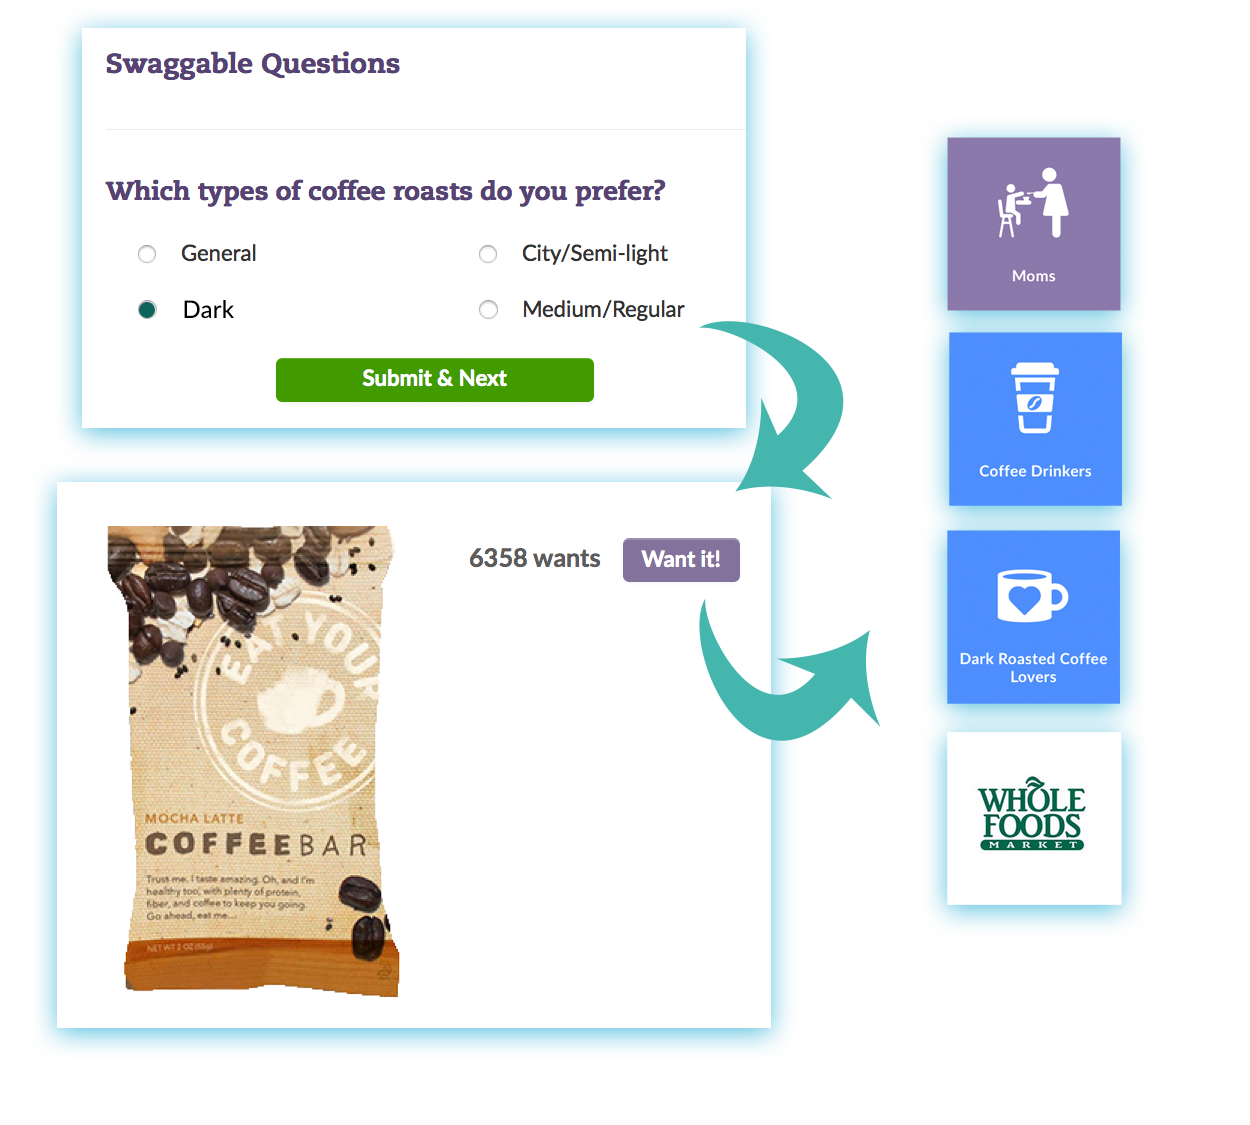 Swaggable Questions
Which types of coffee roasts do you prefer?
General
City/Semi-light
Dark
Medium/Regular
Submit & Next
6358 wants
Want it!
EAT YOUR
COFFEE
MOCHA LATTE
COFFEEBAR
Trust me. I taste amazing. Oh, and I'm
healthy too, with plenty of protein,
fiber, and coffee to keep you going.
Go ahead, eat me...
NET WT 2 OZ (55g)
Moms
Coffee Drinkers
Dark Roasted Coffee
Lovers
WHOLE
FOODS
MARKET